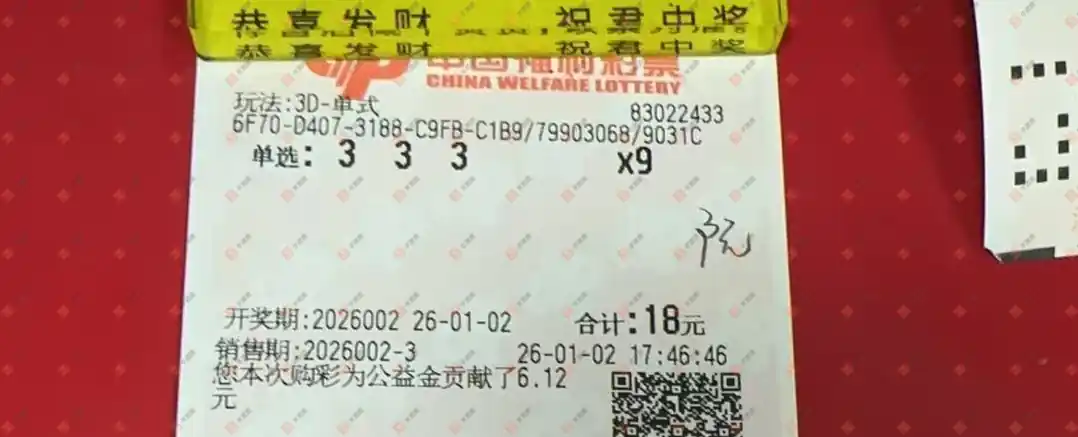 恭喜发财 祝君中奖
恭喜发财 祝君中奖
中国福利彩票
CHINA WELFARE LOTTERY
玩法:3D-单式
83022433
6F70-D407-3188-C9FB-C1B9/79903068/9031C
单选: 3 3 3 x9
开奖期:2026002 26-01-02 合计:18元
销售期:2026002-3 26-01-02 17:46:46
您本次购彩为公益金贡献了6.12
元